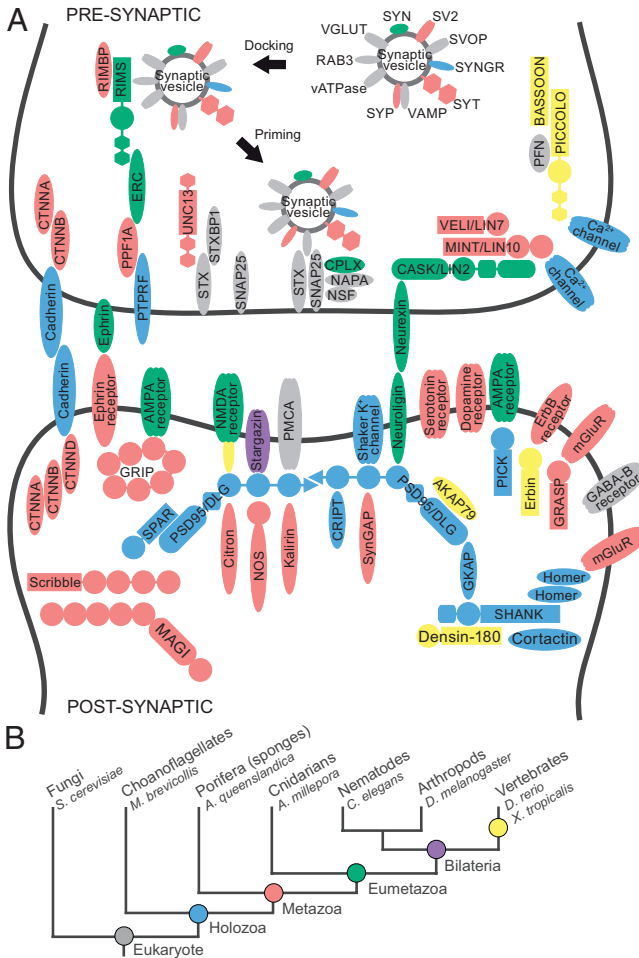 A
PRE-SYNAPTIC
RIMBP
RIMS
Synaptic
vesicle
Docking
VGLUT
SYN
SV2
RAB3
SVOP
vATPase
SYNGR
SYP
VAMP
SYT
Synaptic
vesicle
Priming
Synaptic
vesicle
BASSOON
PICCOLO
PFN
ERC
CTNNA
CTNNB
PPF1A
UNC13
STXBP1
STX
SNAP25
STX
SNAP25
CPLX
NAPA
NSF
VELI/LIN7
MINT/LIN10
CASK/LIN2
Ca2+
channel
Ca2+
channel
Cadherin
PTPRF
Ephrin
Neurexin
Cadherin
Ephrin
receptor
AMPA
receptor
NMDA
receptor
Stargazin
PMCA
Shaker K+
channel
Neuroligin
Serotonin
receptor
Dopamine
receptor
AMPA
receptor
ErbB
receptor
mGluR
GABA-B
receptor
mGluR
CTNNA
CTNNB
CTNND
GRIP
SPAR
PSD95/DLG
Citron
NOS
Kalirin
CRIPT
SynGAP
PSD95/DLG
AKAP79
PICK
Erbin
GRASP
GKAP
Homer
Homer
SHANK
Densin-180
Cortactin
Scribble
MAGI
POST-SYNAPTIC
B
Fungi
S. cerevisiae
Choanoflagellates
M. brevicollis
Porifera (sponges)
A. queenslandica
Cnidarians
A. millepora
Nematodes
C. elegans
Arthropods
D. melanogaster
Vertebrates
D. rerio
X. tropicalis
Bilateria
Eumetazoa
Metazoa
Holozoa
Eukaryote